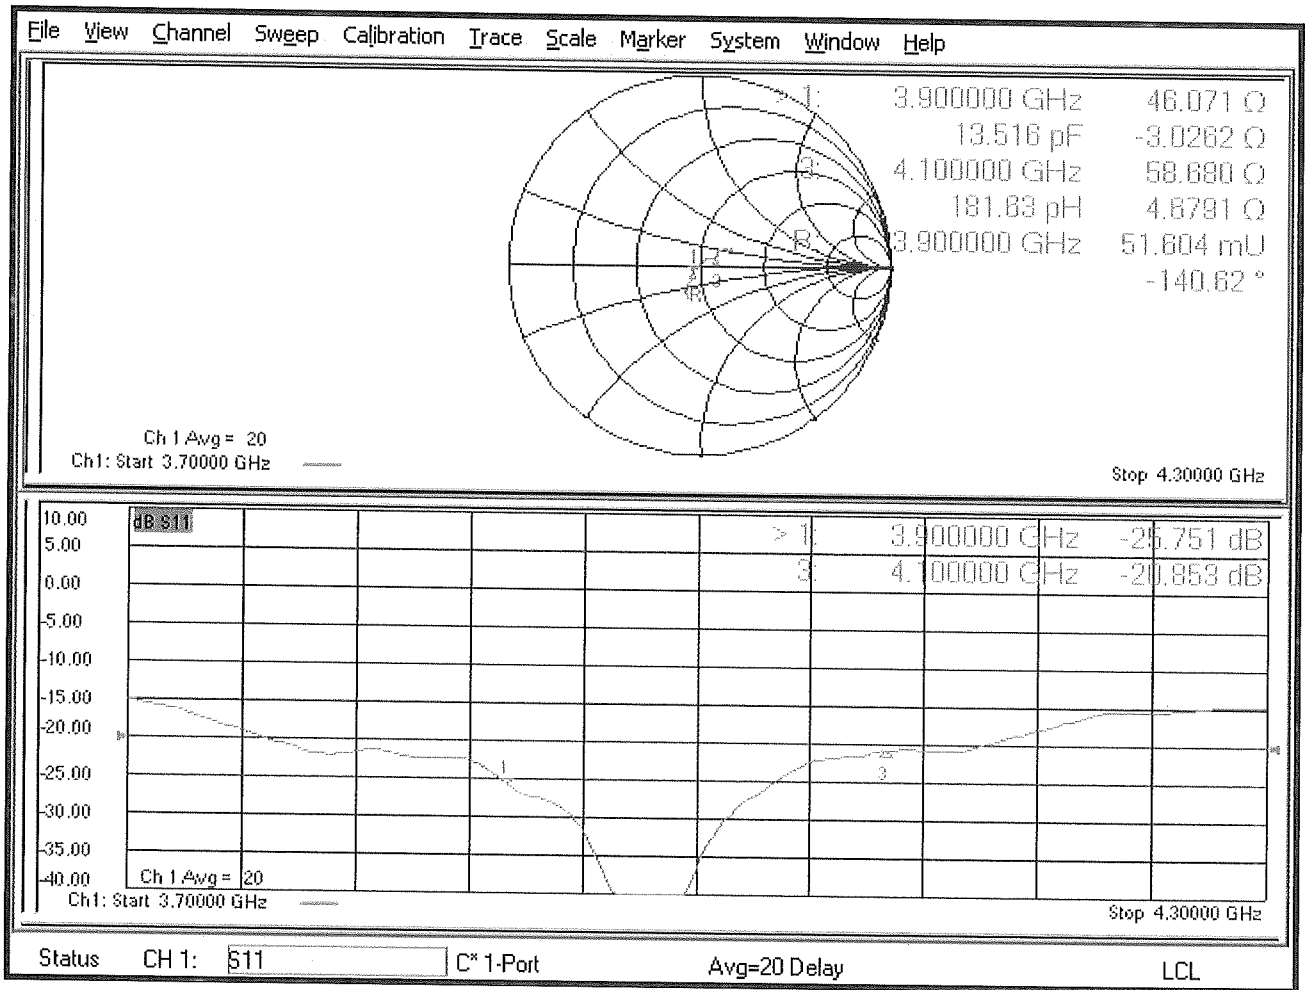 File View Channel Sweep Calibration Trace Scale Marker System Window Help
> 1: 3.900000 GHz 46.071 Ω
13.516 pF -3.0262 Ω
3: 4.100000 GHz 58.680 Ω
181.63 pH 4.6791 Ω
R: 3.900000 GHz 51.604 mU
-140.62 °
1 R
3
R
Ch 1 Avg = 20
Ch1: Start 3.70000 GHz
Stop 4.30000 GHz
dB S11
> 1: 3.900000 GHz -25.751 dB
3: 4.100000 GHz -20.853 dB
10.00
5.00
0.00
-5.00
-10.00
-15.00
-20.00
-25.00
-30.00
-35.00
-40.00
1
3
Ch 1 Avg = 20
Ch1: Start 3.70000 GHz
Stop 4.30000 GHz
Status CH 1: S11 C* 1-Port Avg=20 Delay LCL